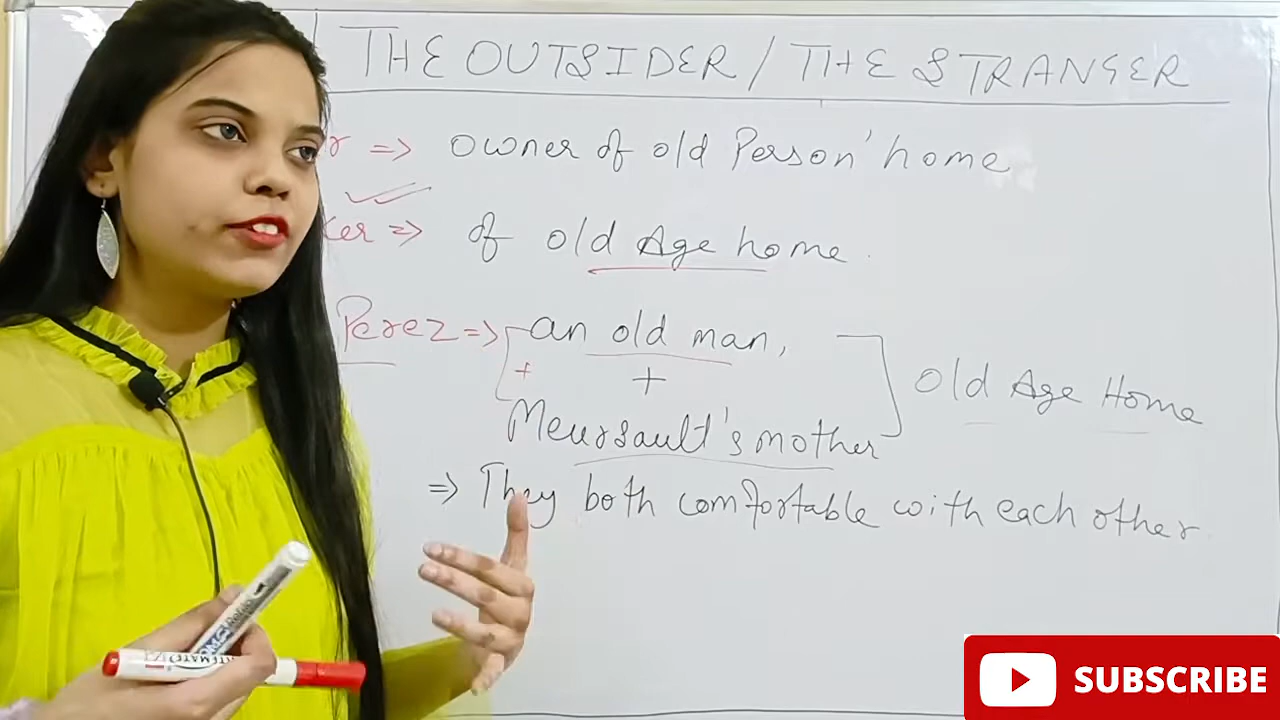 THE OUTSIDER / THE STRANGER
r => owner of old Person' home
ker => of old Age home.
Perez => an old man,
+ +
Old Age Home
Meursault's mother
=> They both comfortable with each other.
SUBSCRIBE